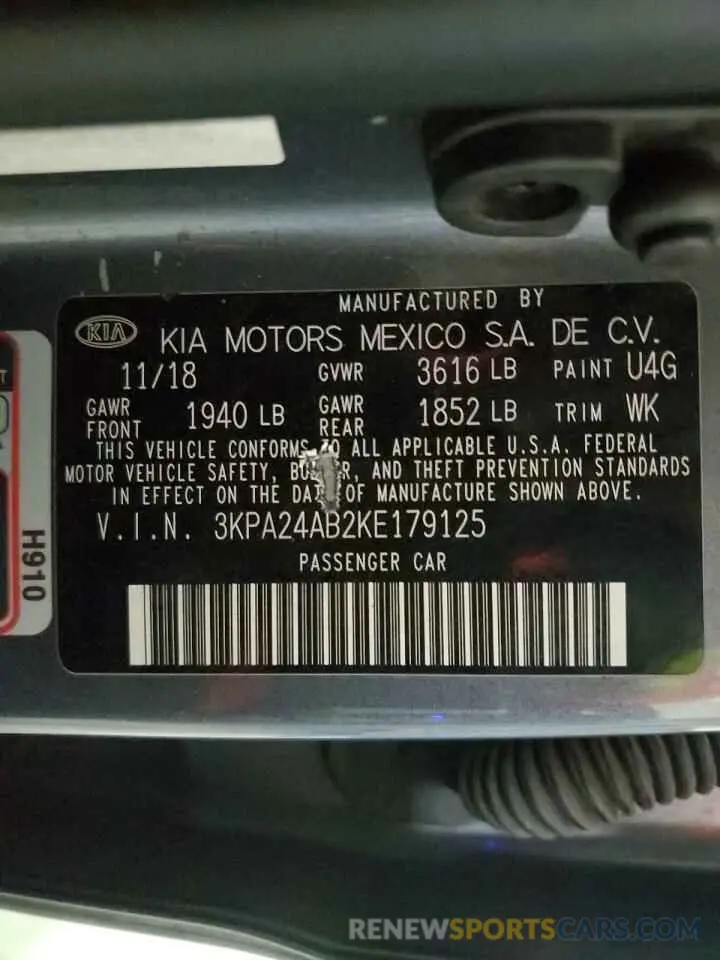 MANUFACTURED BY
KIA KIA MOTORS MEXICO S.A. DE C.V.
11/18 GVWR 3616 LB PAINT U4G
GAWR FRONT 1940 LB GAWR REAR 1852 LB TRIM WK
THIS VEHICLE CONFORMS TO ALL APPLICABLE U.S.A. FEDERAL
MOTOR VEHICLE SAFETY, AND THEFT PREVENTION STANDARDS
IN EFFECT ON THE OF MANUFACTURE SHOWN ABOVE.
V.I.N. 3KPA24AB2KE179125
PASSENGER CAR
H910
RENEWSPORTSCARS.COM